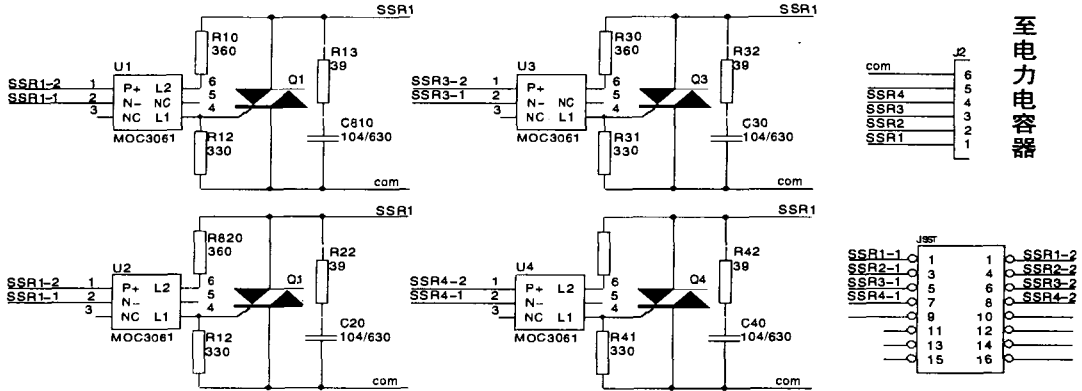 SSR1
R10
360
R13
39
U1
SSR1-2 1 P+ L2 6
SSR1-1 2 N- NC 5
3 NC L1 4
MOC3061
Q1
R12
330
C810
104/630
com
SSR1
R30
360
R32
39
U3
SSR3-2 1 P+ 6
SSR3-1 2 N- NC 5
3 NC L1 4
MOC3061
Q3
R31
330
C30
104/630
com
J2
com 6
5
SSR4 4
SSR3 3
SSR2 2
SSR1 1
至电力电容器
SSR1
R820
360
R22
39
U2
SSR1-2 1 P+ L2 6
SSR1-1 2 N- 5
3 NC L1 4
MOC3061
Q1
R12
330
C20
104/630
com
SSR1
R42
39
U4
SSR4-2 1 P+ L2 6
SSR4-1 2 N- 5
3 NC L1 4
MOC3061
Q4
R41
330
C40
104/630
com
SSR1-1 1 1 SSR1-2
SSR2-1 3 4 SSR2-2
SSR3-1 5 6 SSR3-2
SSR4-1 7 8 SSR4-2
9 10
11 12
13 14
15 16